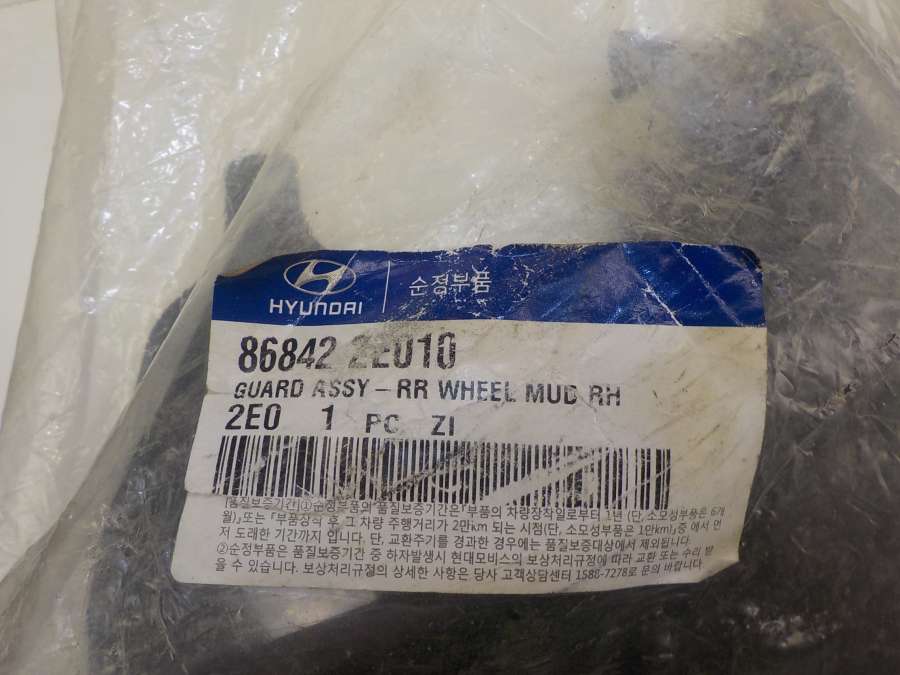 HYUNDAI 순정부품
86842 2E010
GUARD ASSY-RR WHEEL MUD RH
2E0 1 PC ZI
[품질보증기간]①순정부품의 품질보증기간은「부품의 차량장착일로부터 1년(단, 소모성부품은 6개
월)」또는「부품장착 후 그 차량 주행거리가 2만km 되는 시점(단, 소모성부품은 1만km)」중 에서 먼
저 도래한 기간까지 입니다. 단, 교환주기를 경과한 경우에는 품질보증대상에서 제외됩니다.
②순정부품은 품질보증기간 중 하자발생시 현대모비스의 보상처리규정에 따라 교환 또는 수리 받
을 수 있습니다. 보상처리규정의 상세한 사항은 당사 고객상담센터 1588-7278로 문의 바랍니다